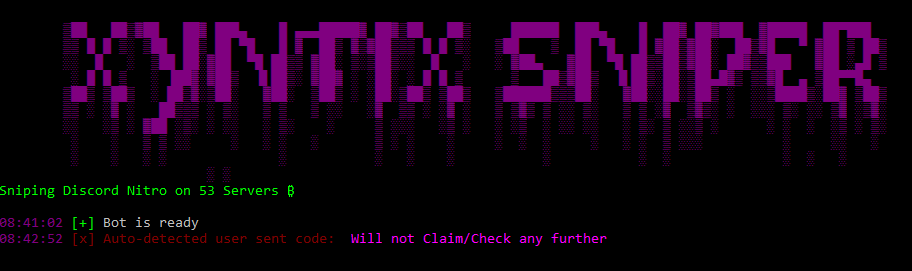 XYNTIX SNIPER
Sniping Discord Nitro on 53 Servers ₿
08:41:02 [+] Bot is ready
08:42:52 [x] Auto-detected user sent code: Will not Claim/Check any further